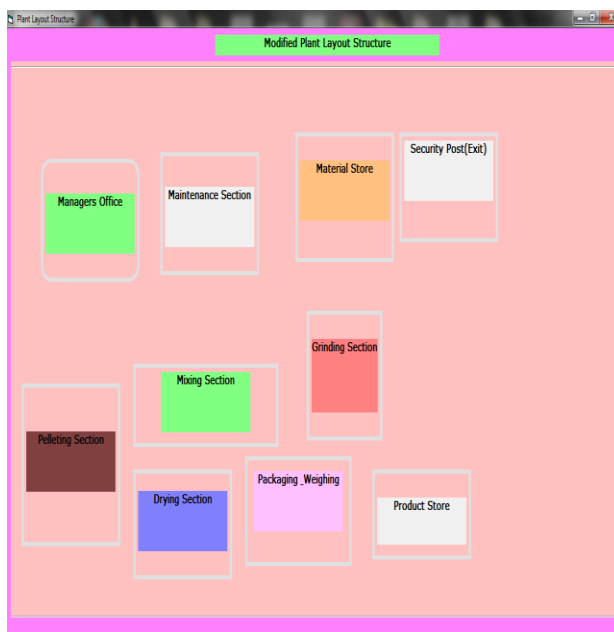 Plant Layout Structure
Modified Plant Layout Structure
Security Post(Exit)
Material Store
Maintenance Section
Managers Office
Grinding Section
Mixing Section
Pelleting Section
Packaging _Weighing
Drying Section
Product Store